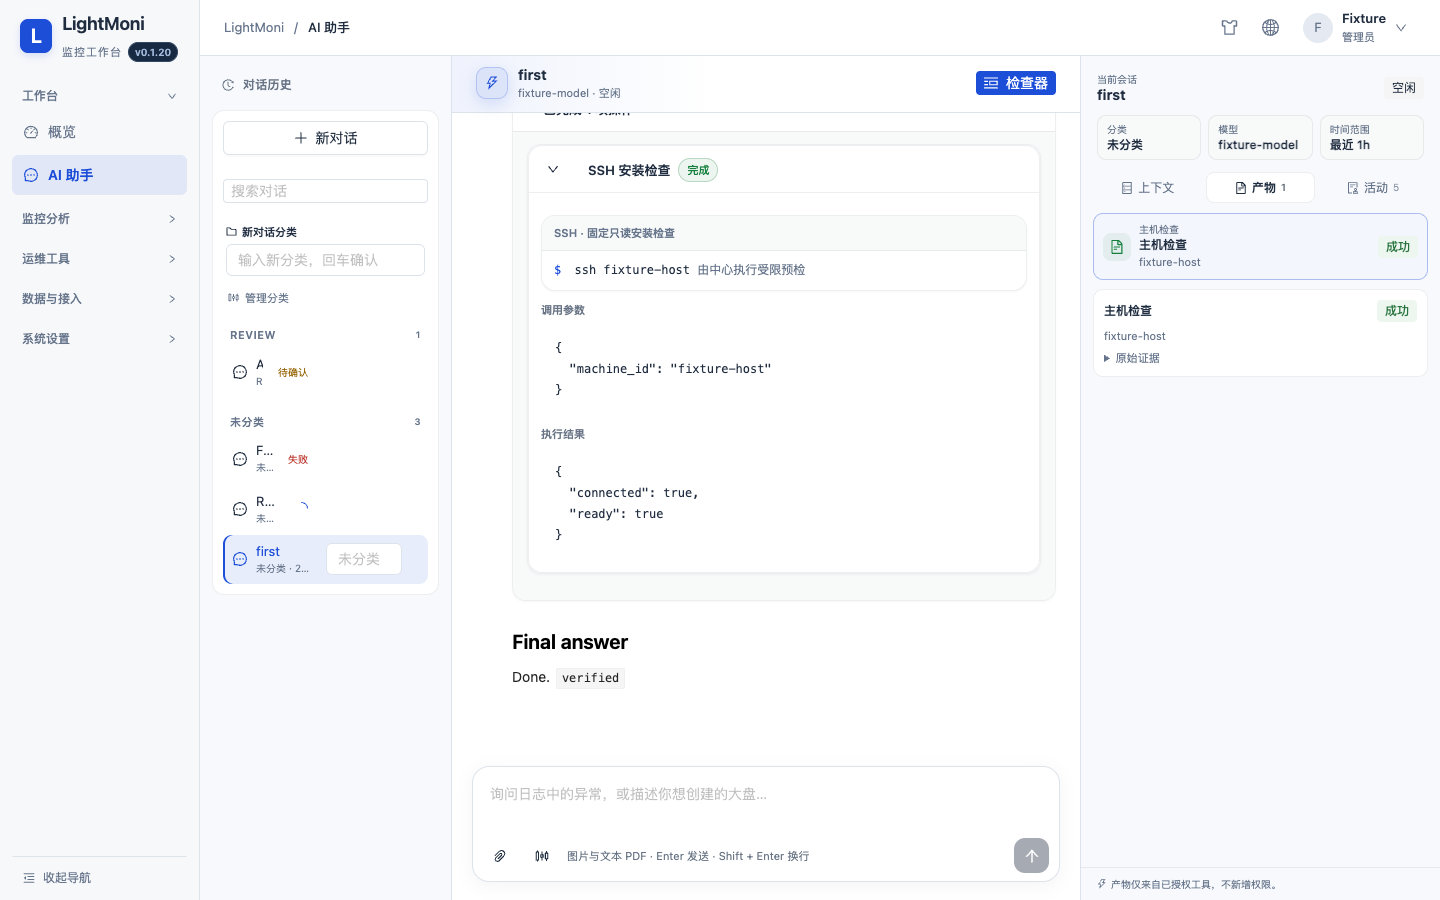 L
LightMoni
监控工作台 v0.1.20
工作台
概览
AI 助手
监控分析
运维工具
数据与接入
系统设置
收起导航
LightMoni / AI 助手
F
Fixture
管理员
对话历史
新对话
搜索对话
新对话分类
输入新分类，回车确认
管理分类
REVIEW 1
A
R
待确认
未分类 3
F...
未...
失败
R...
未...
first
未分类 · 2...
未分类
first
fixture-model · 空闲
检查器
SSH 安装检查 完成
SSH · 固定只读安装检查
$ ssh fixture-host 由中心执行受限预检
调用参数
{
"machine_id": "fixture-host"
}
执行结果
{
"connected": true,
"ready": true
}
Final answer
Done. verified
询问日志中的异常，或描述你想创建的大盘...
图片与文本 PDF · Enter 发送 · Shift + Enter 换行
当前会话
first
空闲
分类
未分类
模型
fixture-model
时间范围
最近 1h
上下文
产物 1
活动 5
主机检查
主机检查
fixture-host
成功
主机检查
成功
fixture-host
原始证据
产物仅来自已授权工具，不新增权限。